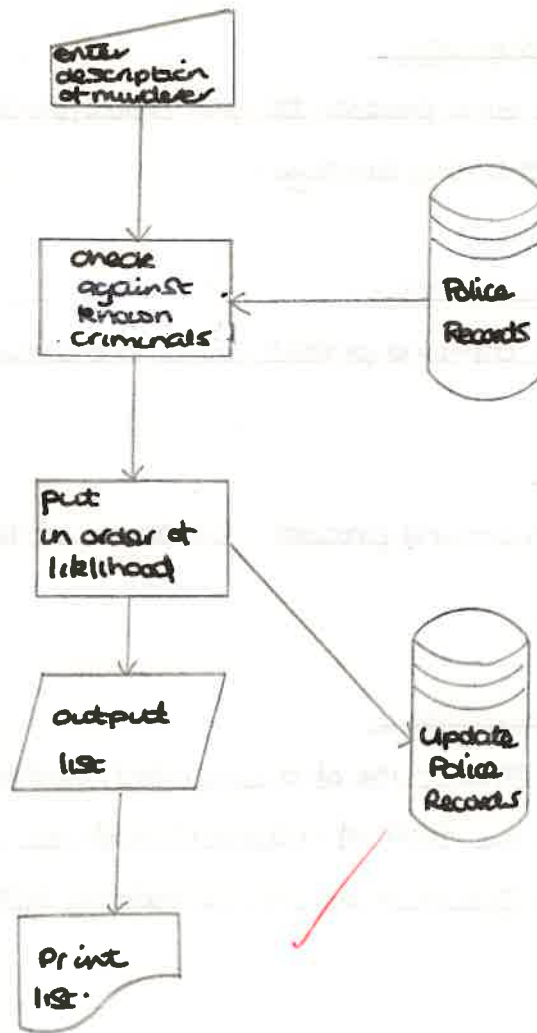 enter
description
of murderer
check
against
known
criminals
Police
Records
put
in order of
liklihood
output
list
Update
Police
Records
Print
list.